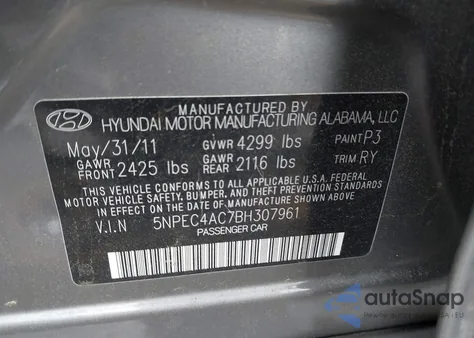 MANUFACTURED BY
HYUNDAI MOTOR MANUFACTURING ALABAMA, LLC
May/31/11 GVWR 4299 lbs PAINT P3
GAWR FRONT 2425 lbs GAWR REAR 2116 lbs TRIM RY
THIS VEHICLE CONFORMS TO ALL APPLICABLE U.S. FEDERAL
MOTOR VEHICLE SAFETY, BUMPER, AND THEFT PREVENTION
STANDARDS IN EFFECT ON THE DATE OF MANUFACTURE SHOWN ABOVE.
V.I.N 5NPEC4AC7BH307961
PASSENGER CAR
autoSnap